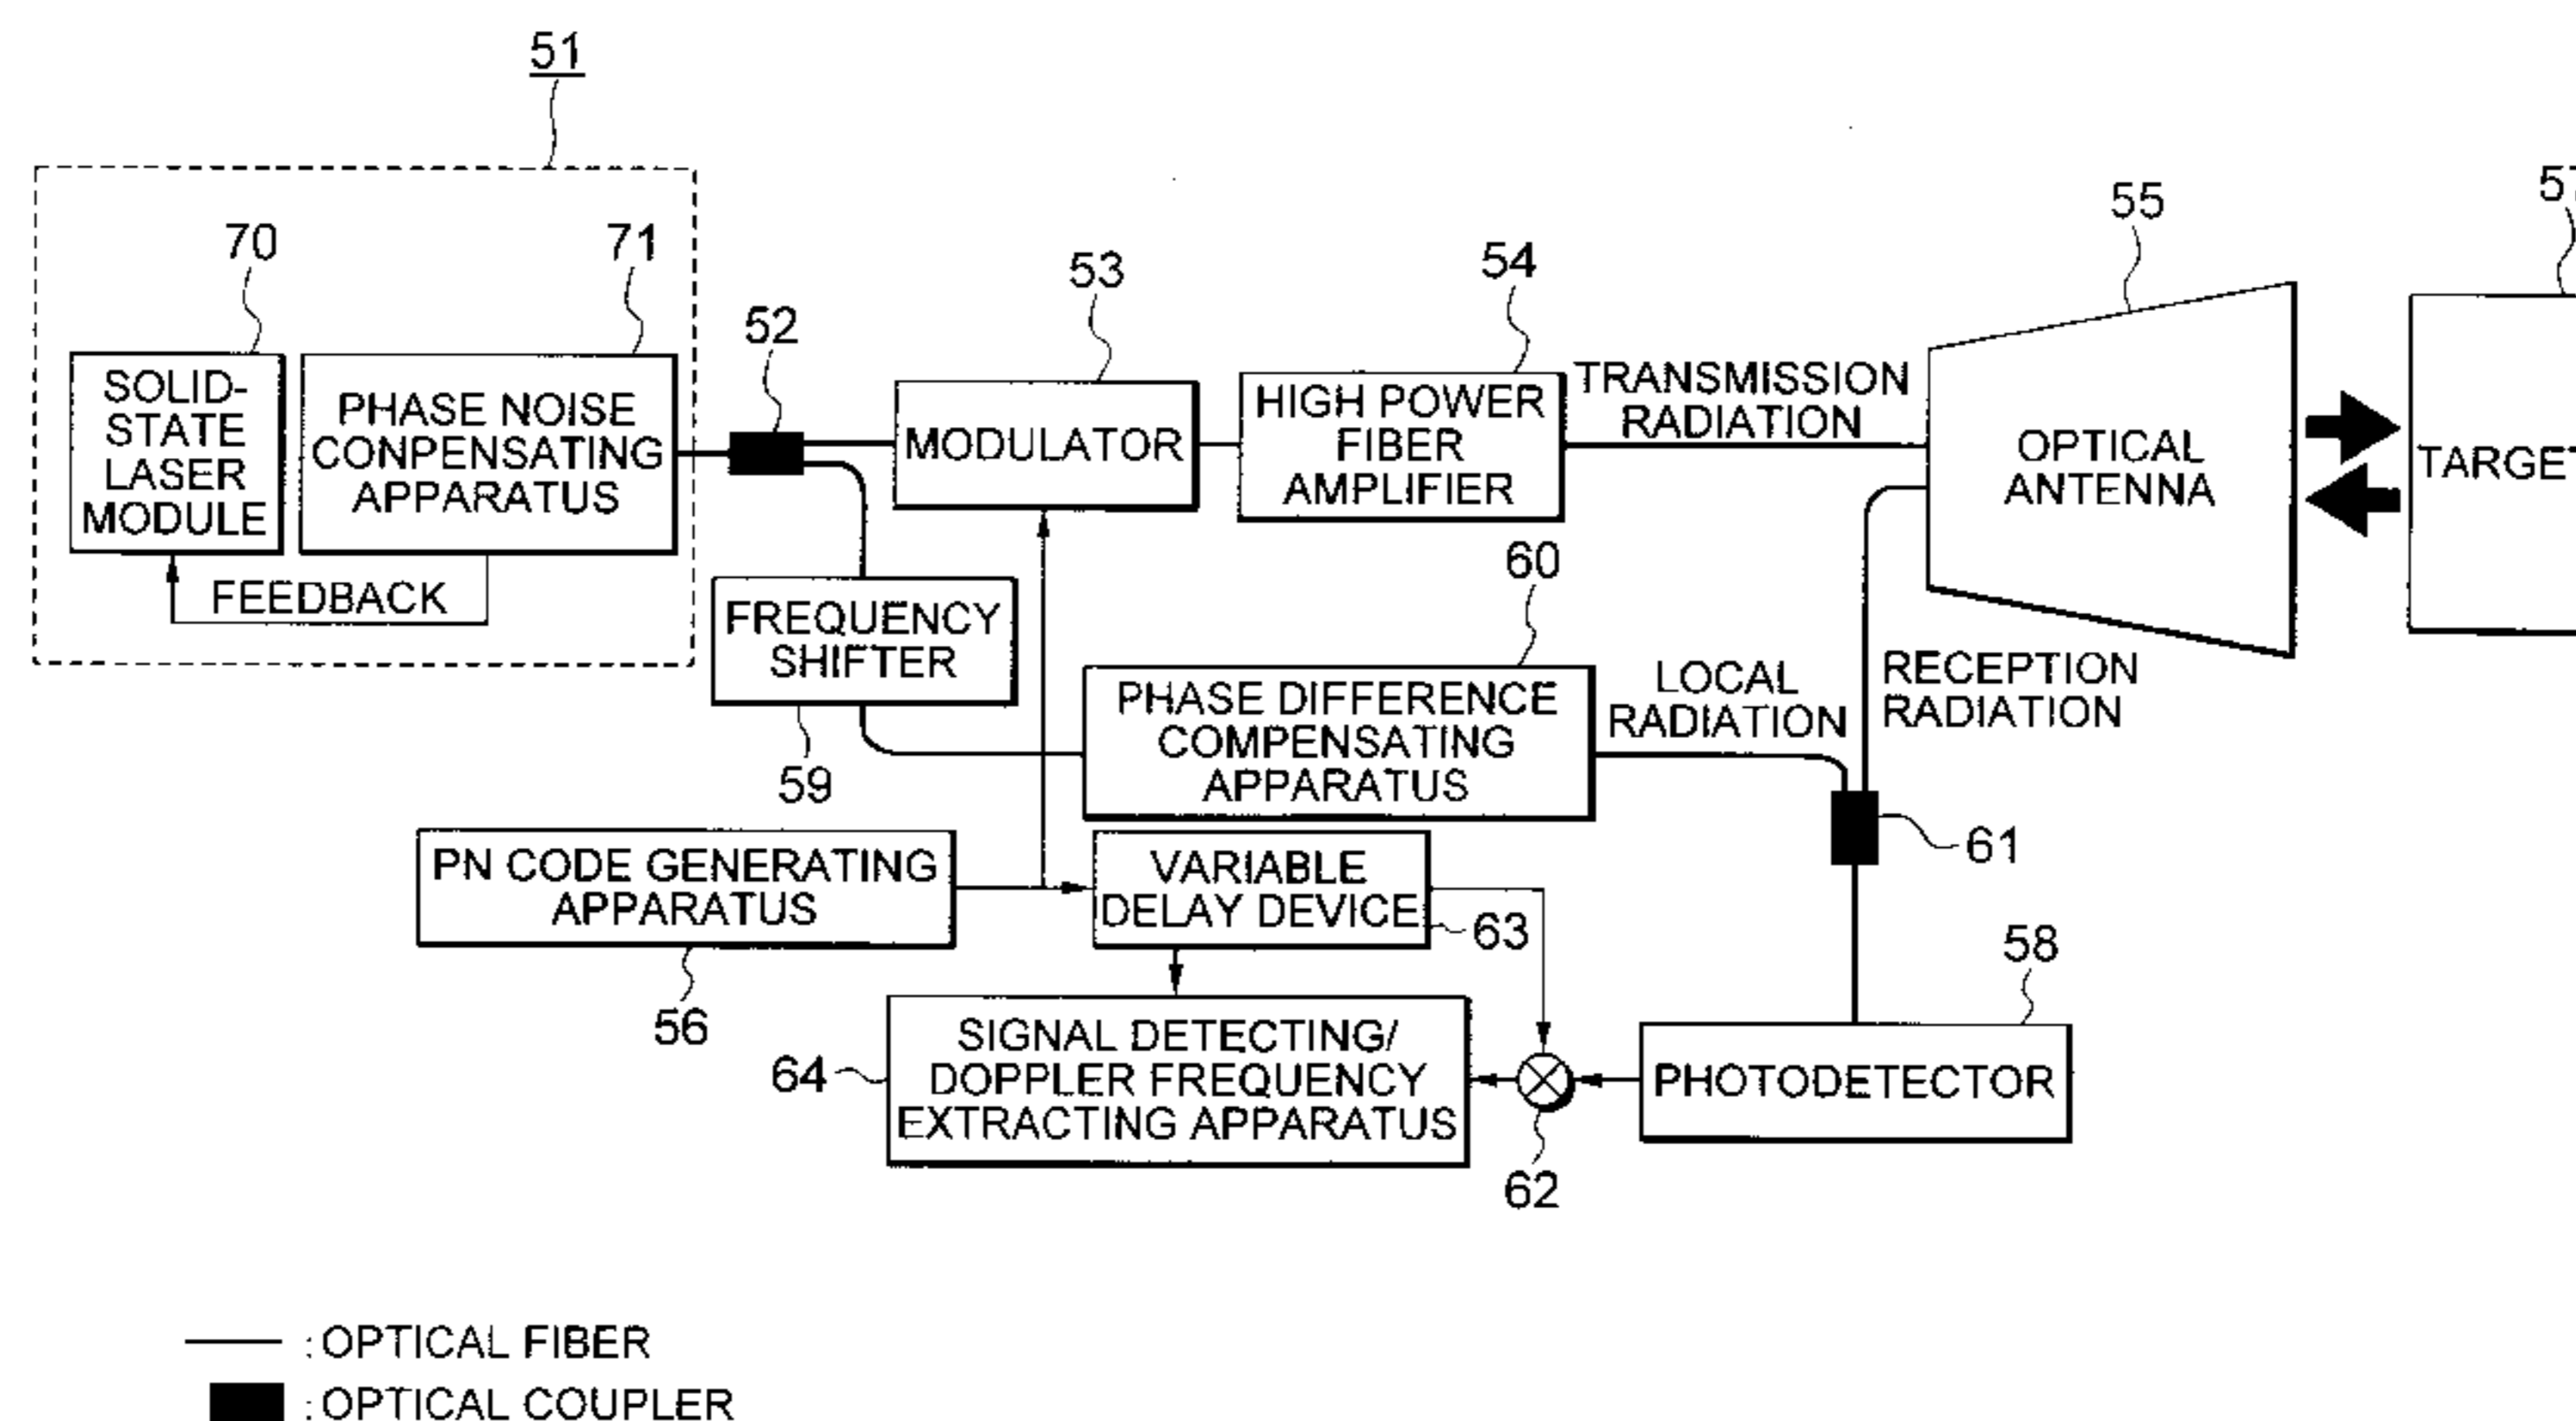 51
70
71
52
53
54
55
57
SOLID-
STATE
LASER
MODULE
PHASE NOISE
CONPENSATING
APPARATUS
FEEDBACK
MODULATOR
HIGH POWER
FIBER
AMPLIFIER
TRANSMISSION
RADIATION
OPTICAL
ANTENNA
TARGET
FREQUENCY
SHIFTER
59
60
PHASE DIFFERENCE
COMPENSATING
APPARATUS
LOCAL
RADIATION
RECEPTION
RADIATION
61
PN CODE GENERATING
APPARATUS
56
VARIABLE
DELAY DEVICE
63
58
64
SIGNAL DETECTING/
DOPPLER FREQUENCY
EXTRACTING APPARATUS
62
PHOTODETECTOR
: OPTICAL FIBER
: OPTICAL COUPLER